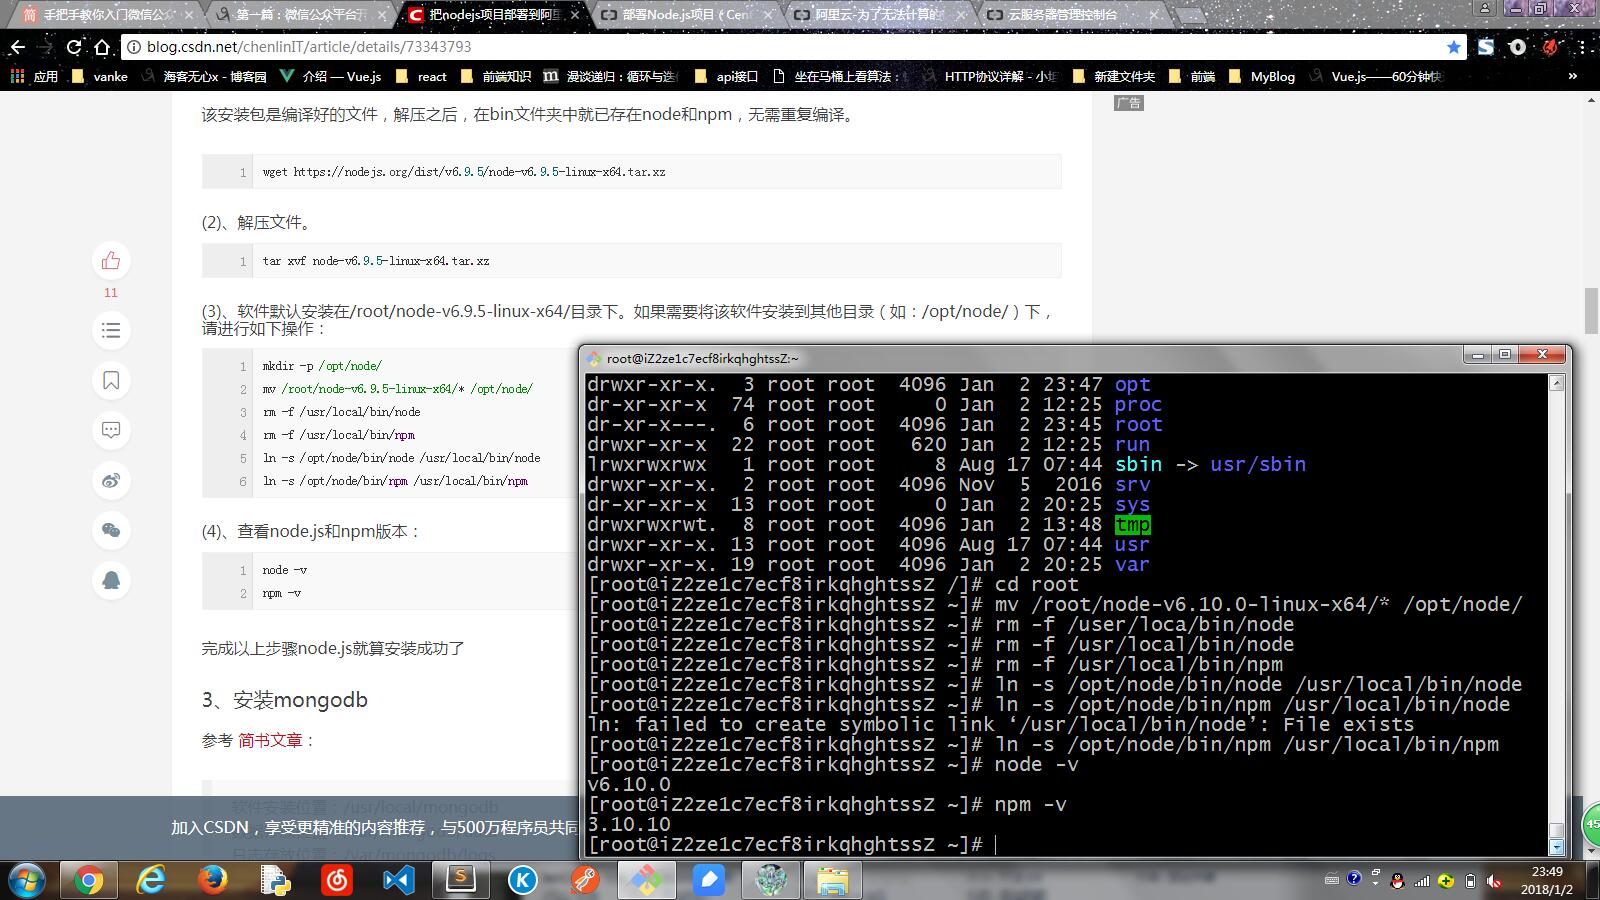 手把手教你入门微信公众
第一篇：微信公众平台开
把nodejs项目部署到阿里
部署Node.js项目（Cent
阿里云-为了无法计算的
云服务器管理控制台
blog.csdn.net/chenlinIT/article/details/73343793
应用 vanke 海客无心x - 博客园 介绍 — Vue.js react 前端知识 漫谈递归：循环与迭 api接口 坐在马桶上看算法： HTTP协议详解 - 小坦 新建文件夹 前端 MyBlog Vue.js——60分钟快 »
广告
该安装包是编译好的文件，解压之后，在bin文件夹中就已存在node和npm，无需重复编译。
1 wget https://nodejs.org/dist/v6.9.5/node-v6.9.5-linux-x64.tar.xz
(2)、解压文件。
1 tar xvf node-v6.9.5-linux-x64.tar.xz
11
(3)、软件默认安装在/root/node-v6.9.5-linux-x64/目录下。如果需要将该软件安装到其他目录（如：/opt/node/）下，
请进行如下操作：
1 mkdir -p /opt/node/
2 mv /root/node-v6.9.5-linux-x64/* /opt/node/
3 rm -f /usr/local/bin/node
4 rm -f /usr/local/bin/npm
5 ln -s /opt/node/bin/node /usr/local/bin/node
6 ln -s /opt/node/bin/npm /usr/local/bin/npm
(4)、查看node.js和npm版本：
1 node -v
2 npm -v
完成以上步骤node.js就算安装成功了
3、安装mongodb
参考 简书文章：
软件安装位置：/usr/local/mongodb
加入CSDN，享受更精准的内容推荐，与500万程序员共同
日志存放位置：/var/mongodb/logs
root@iZ2ze1c7ecf8irkqhghtssZ:~
drwxr-xr-x. 3 root root 4096 Jan 2 23:47 opt
dr-xr-xr-x 74 root root 0 Jan 2 12:25 proc
dr-xr-x---. 6 root root 4096 Jan 2 23:45 root
drwxr-xr-x 22 root root 620 Jan 2 12:25 run
lrwxrwxrwx 1 root root 8 Aug 17 07:44 sbin -> usr/sbin
drwxr-xr-x. 2 root root 4096 Nov 5 2016 srv
dr-xr-xr-x 13 root root 0 Jan 2 20:25 sys
drwxrwxrwt. 8 root root 4096 Jan 2 13:48 tmp
drwxr-xr-x. 13 root root 4096 Aug 17 07:44 usr
drwxr-xr-x. 19 root root 4096 Jan 2 20:25 var
[root@iZ2ze1c7ecf8irkqhghtssZ /]# cd root
[root@iZ2ze1c7ecf8irkqhghtssZ ~]# mv /root/node-v6.10.0-linux-x64/* /opt/node/
[root@iZ2ze1c7ecf8irkqhghtssZ ~]# rm -f /user/loca/bin/node
[root@iZ2ze1c7ecf8irkqhghtssZ ~]# rm -f /usr/local/bin/node
[root@iZ2ze1c7ecf8irkqhghtssZ ~]# rm -f /usr/local/bin/npm
[root@iZ2ze1c7ecf8irkqhghtssZ ~]# ln -s /opt/node/bin/node /usr/local/bin/node
[root@iZ2ze1c7ecf8irkqhghtssZ ~]# ln -s /opt/node/bin/npm /usr/local/bin/node
ln: failed to create symbolic link ‘/usr/local/bin/node’: File exists
[root@iZ2ze1c7ecf8irkqhghtssZ ~]# ln -s /opt/node/bin/npm /usr/local/bin/npm
[root@iZ2ze1c7ecf8irkqhghtssZ ~]# node -v
v6.10.0
[root@iZ2ze1c7ecf8irkqhghtssZ ~]# npm -v
3.10.10
[root@iZ2ze1c7ecf8irkqhghtssZ ~]#
45
23:49
2018/1/2